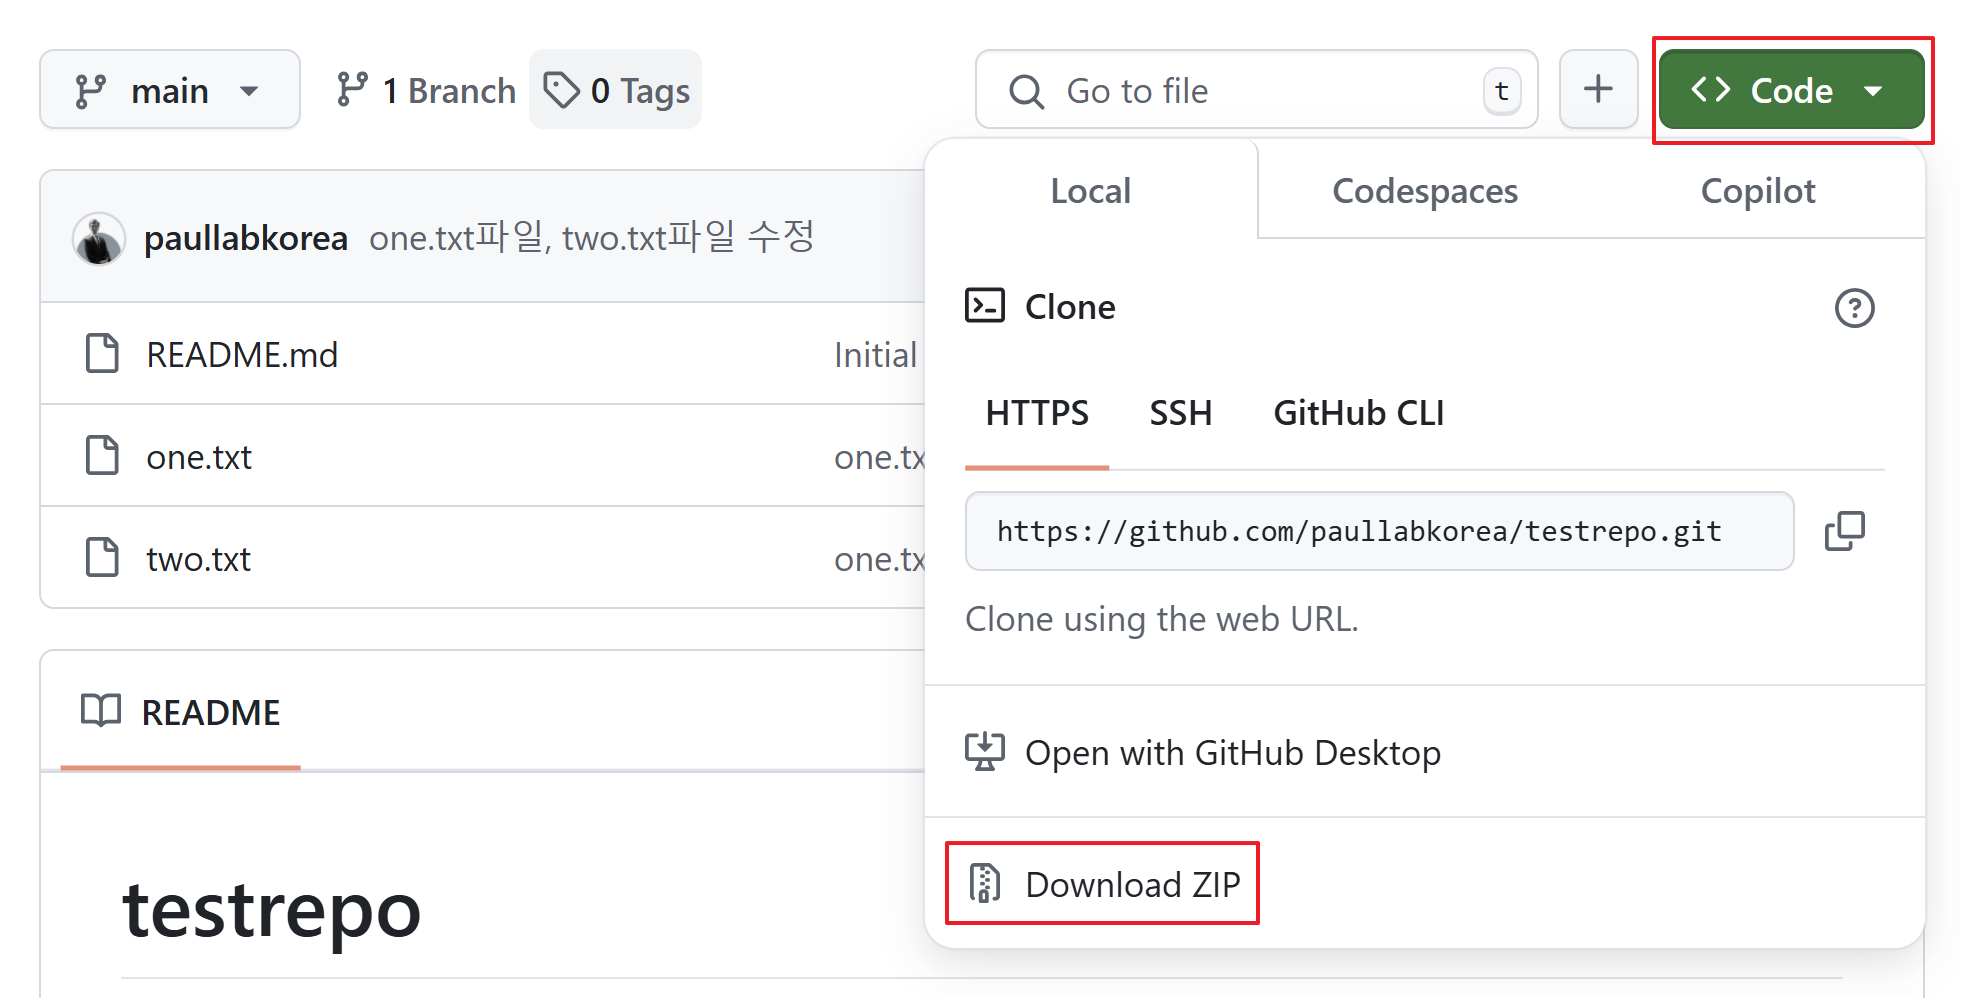 main
1 Branch
0 Tags
Go to file
t
Code
Local
Codespaces
Copilot
paullabkorea one.txt파일, two.txt파일 수정
Clone
README.md
Initial
HTTPS
SSH
GitHub CLI
one.txt
one.tx
https://github.com/paullabkorea/testrepo.git
two.txt
one.tx
Clone using the web URL.
README
Open with GitHub Desktop
Download ZIP
testrepo